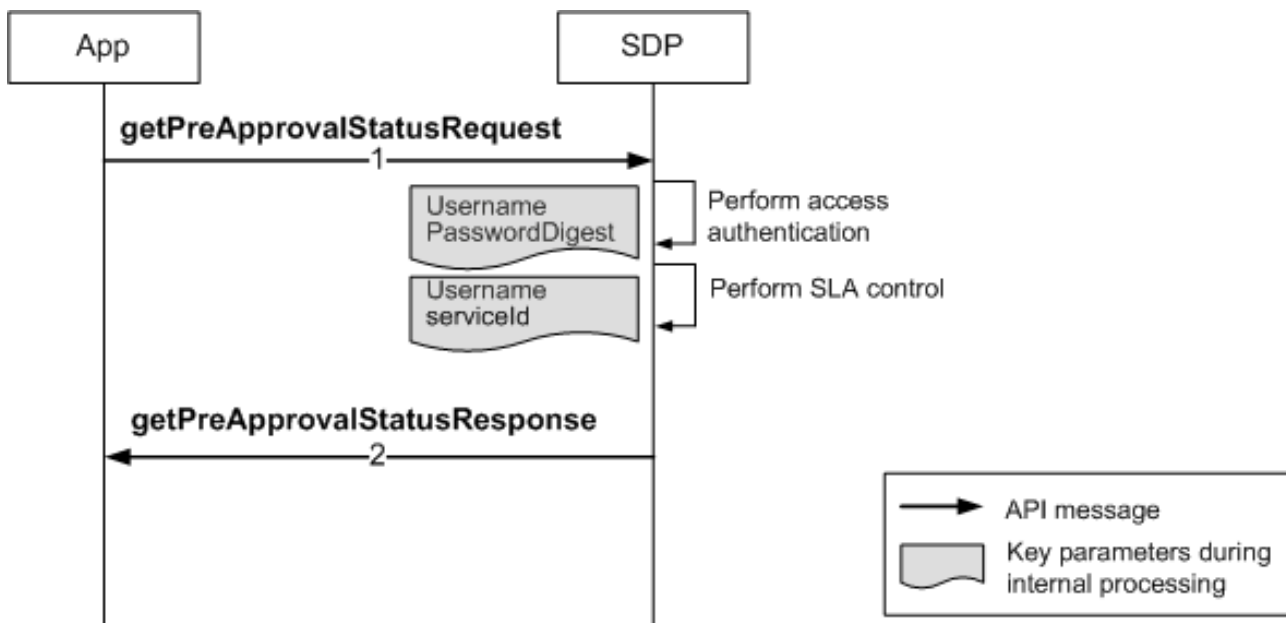 App
SDP
getPreApprovalStatusRequest
1
Username
PasswordDigest
Perform access
authentication
Username
serviceId
Perform SLA control
getPreApprovalStatusResponse
2
API message
Key parameters during
internal processing